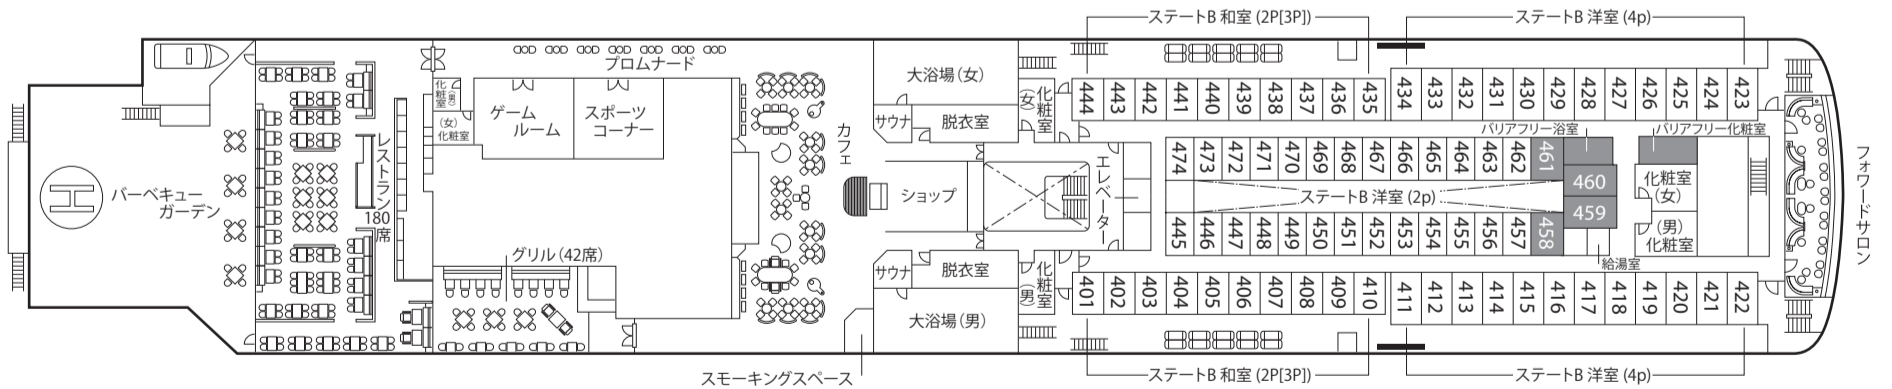 ステートB 和室 (2P[3P])
ステートB 洋室 (4p)
プロムナード
大浴場(女)
化粧室(男)
(女)化粧室
ゲーム
ルーム
スポーツ
コーナー
サウナ
脱衣室
化粧室(女)
444 443 442 441 440 439 438 437 436 435
434 433 432 431 430 429 428 427 426 425 424 423
バリアフリー浴室
バリアフリー化粧室
474 473 472 471 470 469 468 467 466 465 464 463 462 461
460
459
カフェ
ショップ
エレベーター
ステートB 洋室 (2p)
化粧室
(女)
(男)
化粧室
フォワードサロン
H
バーベキュー
ガーデン
レストラン
180席
445 446 447 448 449 450 451 452 453 454 455 456 457 458
給湯室
グリル (42席)
サウナ
脱衣室
化粧室(男)
大浴場(男)
401 402 403 404 405 406 407 408 409 410
411 412 413 414 415 416 417 418 419 420 421 422
スモーキングスペース
ステートB 和室 (2P[3P])
ステートB 洋室 (4p)